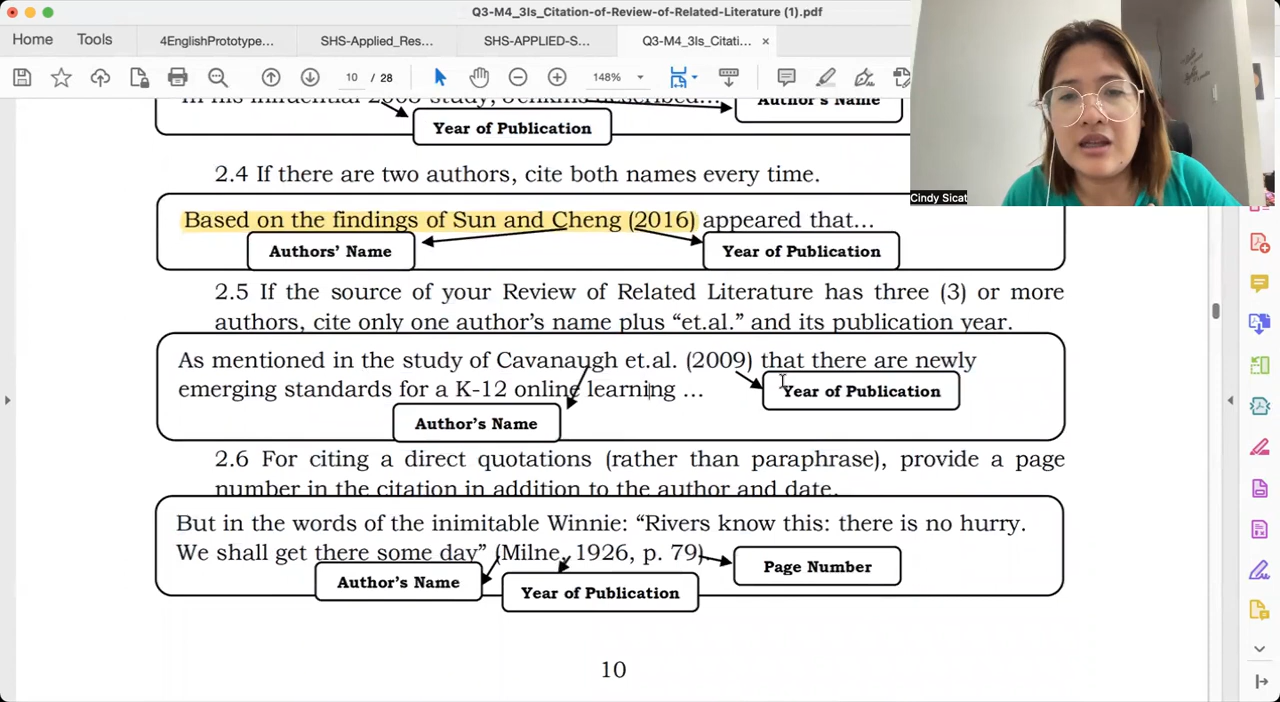 Q3-M4_3Is_Citation-of-Review-of-Related-Literature (1).pdf
Home Tools 4EnglishPrototype... SHS-Applied_Res... SHS-APPLIED-S... Q3-M4_3Is_Citati... ×
10 / 28 148%
In his influential study, described... Author's Name
Year of Publication
2.4 If there are two authors, cite both names every time.
Based on the findings of Sun and Cheng (2016) appeared that...
Authors' Name Year of Publication
2.5 If the source of your Review of Related Literature has three (3) or more
authors, cite only one author's name plus “et.al.” and its publication year.
As mentioned in the study of Cavanaugh et.al. (2009) that there are newly
emerging standards for a K-12 online learning ...
Year of Publication
Author's Name
2.6 For citing a direct quotations (rather than paraphrase), provide a page
number in the citation in addition to the author and date.
But in the words of the inimitable Winnie: “Rivers know this: there is no hurry.
We shall get there some day” (Milne, 1926, p. 79)
Page Number
Author's Name
Year of Publication
10
Cindy Sicat